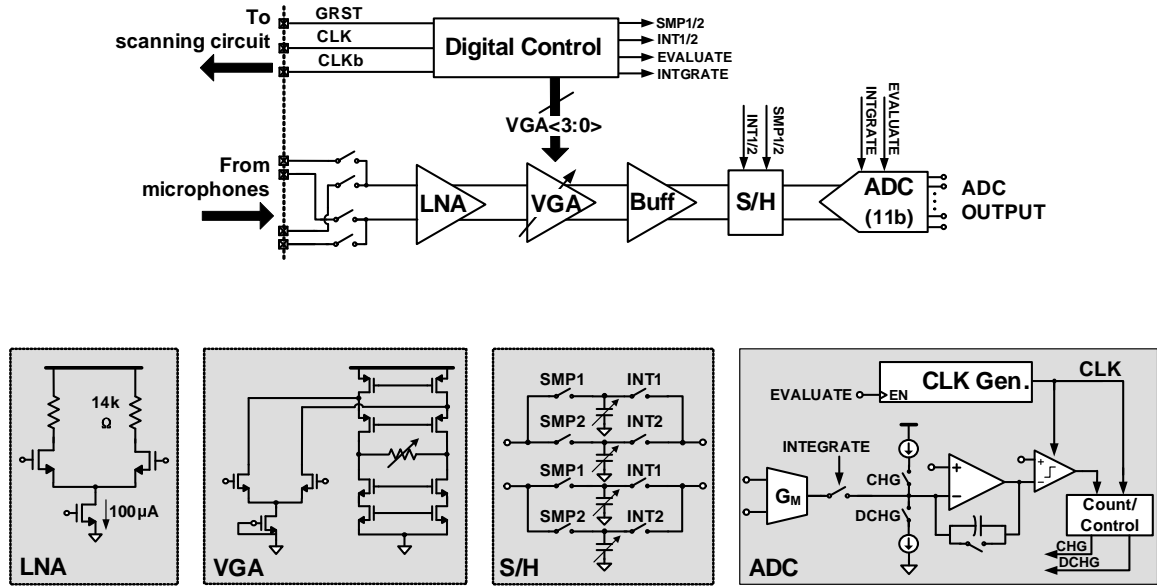 To
scanning circuit
GRST
CLK
CLKb
Digital Control
SMP1/2
INT1/2
EVALUATE
INTGRATE
VGA<3:0>
From
microphones
LNA
VGA
Buff
INT1/2
SMP1/2
S/H
INTGRATE
EVALUATE
ADC
(11b)
ADC
OUTPUT
14k
Ω
100µA
LNA
VGA
SMP1 INT1
SMP2 INT2
SMP1 INT1
SMP2 INT2
S/H
CLK Gen.
CLK
EVALUATE
EN
INTEGRATE
GM
CHG
DCHG
+
−
+
−
Count/
Control
CHG
DCHG
ADC